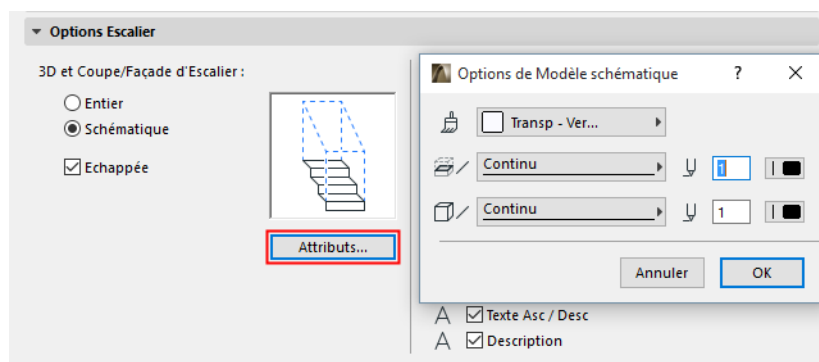 Options Escalier
3D et Coupe/Façade d'Escalier :
Entier
Schématique
Echappée
Attributs...
Options de Modèle schématique ? X
Transp - Ver...
Continu 1
Continu 1
Annuler OK
Texte Asc / Desc
Description